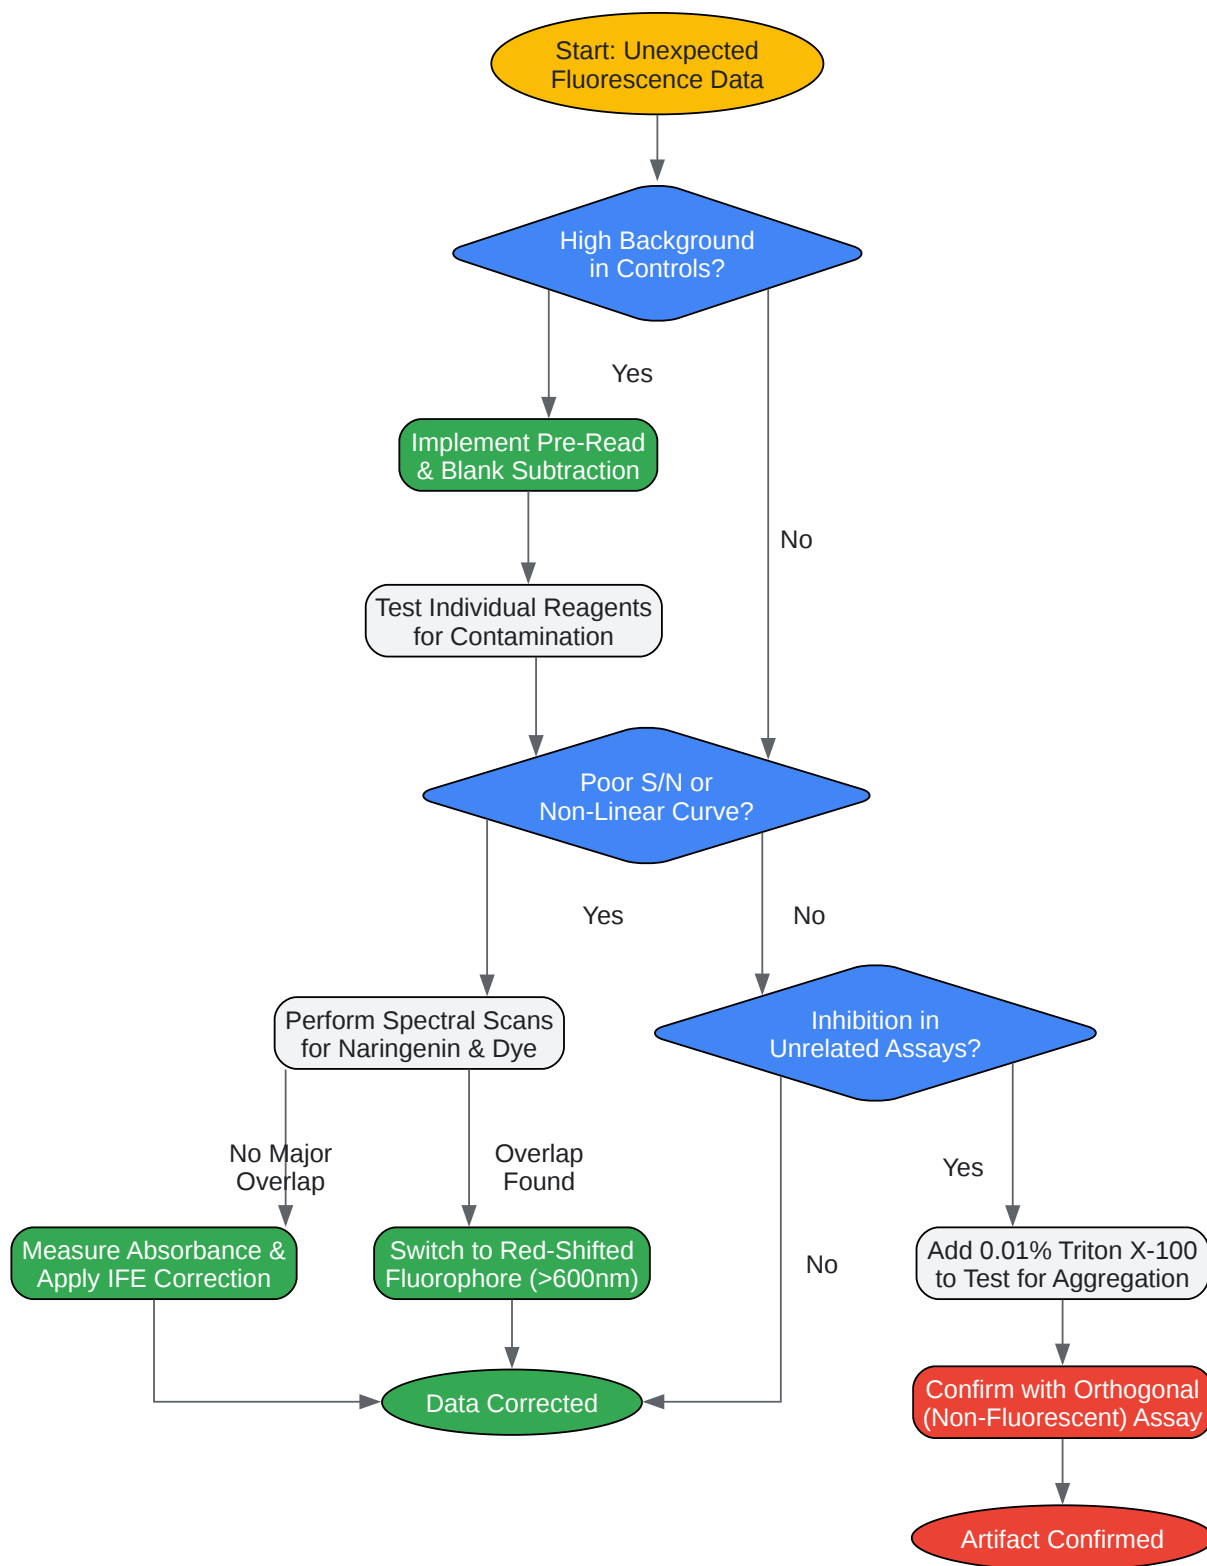 Start: Unexpected
Fluorescence Data
High Background
in Controls?
Yes
Implement Pre-Read
& Blank Subtraction
No
Test Individual Reagents
for Contamination
Poor S/N or
Non-Linear Curve?
Yes
No
Perform Spectral Scans
for Naringenin & Dye
Inhibition in
Unrelated Assays?
No Major
Overlap
Overlap
Found
Yes
Measure Absorbance &
Apply IFE Correction
Switch to Red-Shifted
Fluorophore (>600nm)
No
Add 0.01% Triton X-100
to Test for Aggregation
Data Corrected
Confirm with Orthogonal
(Non-Fluorescent) Assay
Artifact Confirmed